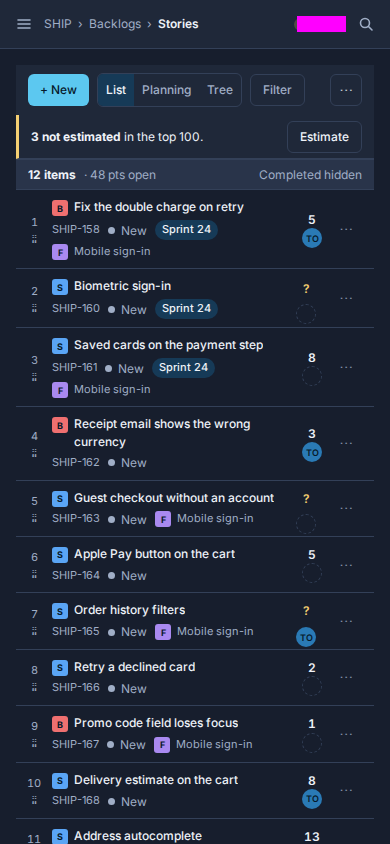 SHIP › Backlogs › Stories
+ New List Planning Tree Filter ...
3 not estimated in the top 100. Estimate
12 items · 48 pts open Completed hidden
1 B Fix the double charge on retry 5 ...
SHIP-158 New Sprint 24 TO
F Mobile sign-in
2 S Biometric sign-in ? ...
SHIP-160 New Sprint 24
3 S Saved cards on the payment step 8 ...
SHIP-161 New Sprint 24
F Mobile sign-in
4 B Receipt email shows the wrong 3 ...
currency TO
SHIP-162 New
5 S Guest checkout without an account ? ...
SHIP-163 New F Mobile sign-in
6 S Apple Pay button on the cart 5 ...
SHIP-164 New
7 S Order history filters ? ...
SHIP-165 New F Mobile sign-in TO
8 S Retry a declined card 2 ...
SHIP-166 New
9 B Promo code field loses focus 1 ...
SHIP-167 New F Mobile sign-in
10 S Delivery estimate on the cart 8 ...
SHIP-168 New TO
11 S Address autocomplete 13